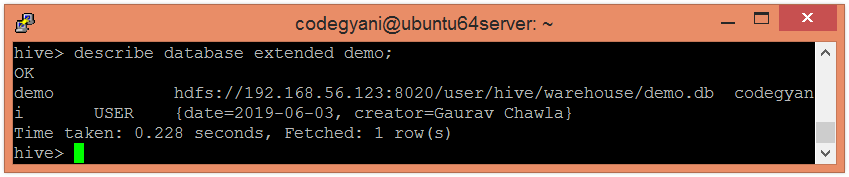 codegyani@ubuntu64server: ~
hive> describe database extended demo;
OK
demo hdfs://192.168.56.123:8020/user/hive/warehouse/demo.db codegyan
i USER {date=2019-06-03, creator=Gaurav Chawla}
Time taken: 0.228 seconds, Fetched: 1 row(s)
hive>